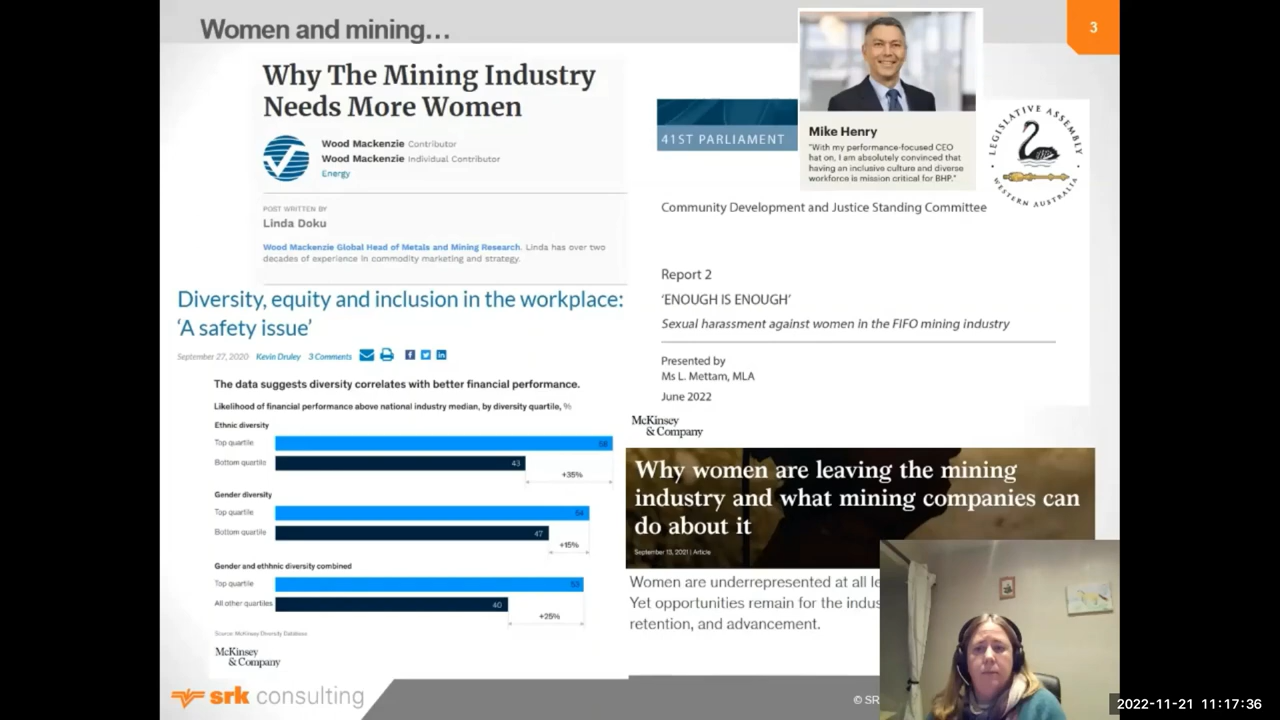 Women and mining…
3
Why The Mining Industry
Needs More Women
Wood Mackenzie Contributor
Wood Mackenzie Individual Contributor
Energy
POST WRITTEN BY
Linda Doku
Wood Mackenzie Global Head of Metals and Mining Research. Linda has over two
decades of experience in commodity marketing and strategy.
Diversity, equity and inclusion in the workplace:
‘A safety issue’
September 27, 2020 Kevin Druley 3 Comments
The data suggests diversity correlates with better financial performance.
Likelihood of financial performance above national industry median, by diversity quartile, %
Ethnic diversity
Top quartile
58
Bottom quartile
43
+35%
Gender diversity
Top quartile
54
Bottom quartile
47
+15%
Gender and ethhnic diversity combined
Top quartile
All other quartiles
40
+25%
Source: McKinsey Diversity Database
McKinsey
& Company
srk consulting
41ST PARLIAMENT
Mike Henry
"With my performance-focused CEO
hat on, I am absolutely convinced that
having an inclusive culture and diverse
workforce is mission critical for BHP."
LEGISLATIVE ASSEMBLY
WESTERN AUSTRALIA
Community Development and Justice Standing Committee
Report 2
‘ENOUGH IS ENOUGH’
Sexual harassment against women in the FIFO mining industry
Presented by
Ms L. Mettam, MLA
June 2022
McKinsey
& Company
Why women are leaving the mining
industry and what mining companies can
do about it
September 13, 2021 | Article
Women are underrepresented at all le
Yet opportunities remain for the indus
retention, and advancement.
© SR
2022-11-21 11:17:36